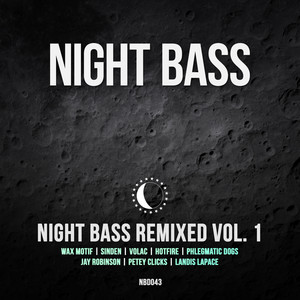 NIGHT BASS
NIGHT BASS REMIXED VOL. 1
WAX MOTIF | SINDEN | VOLAC | HOTFIRE | PHLEGMATIC DOGS
JAY ROBINSON | PETEY CLICKS | LANDIS LAPACE
NBD043